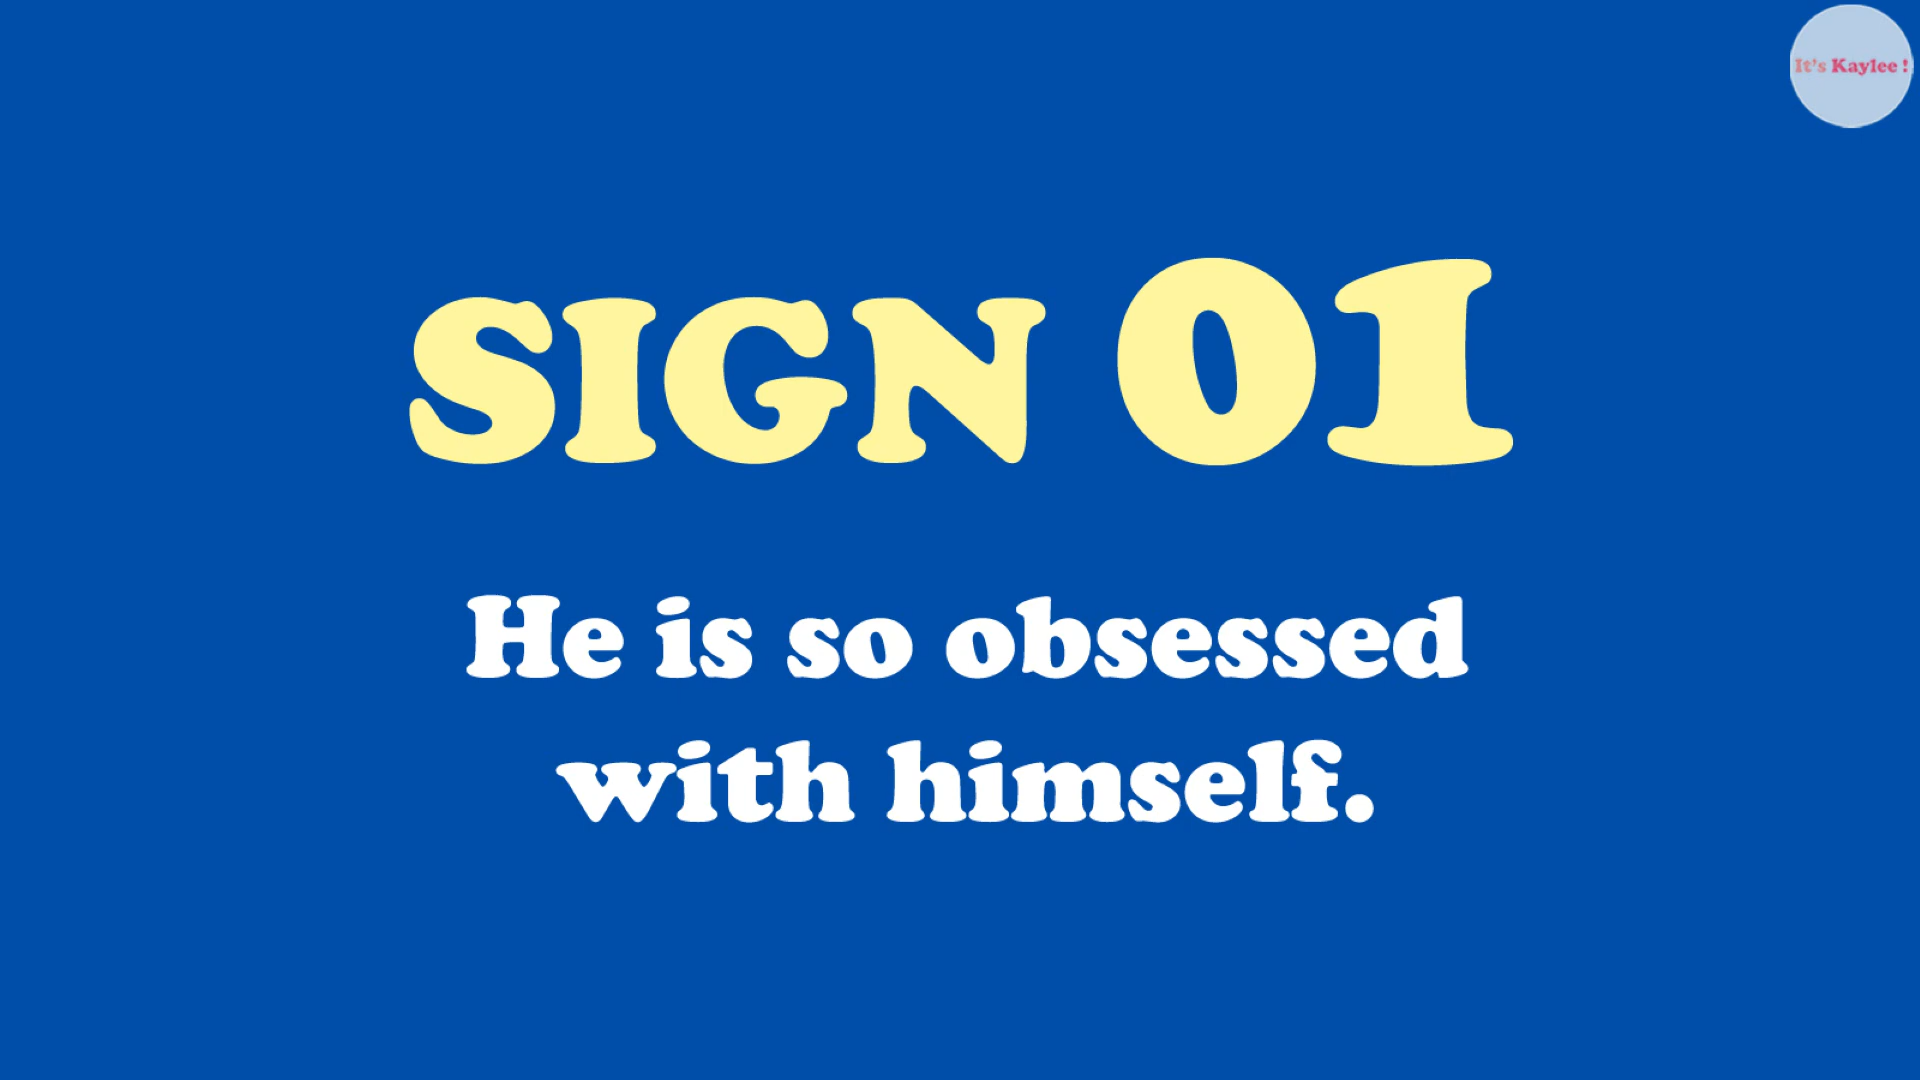 It's Kaylee !
SIGN 01
He is so obsessed
with himself.